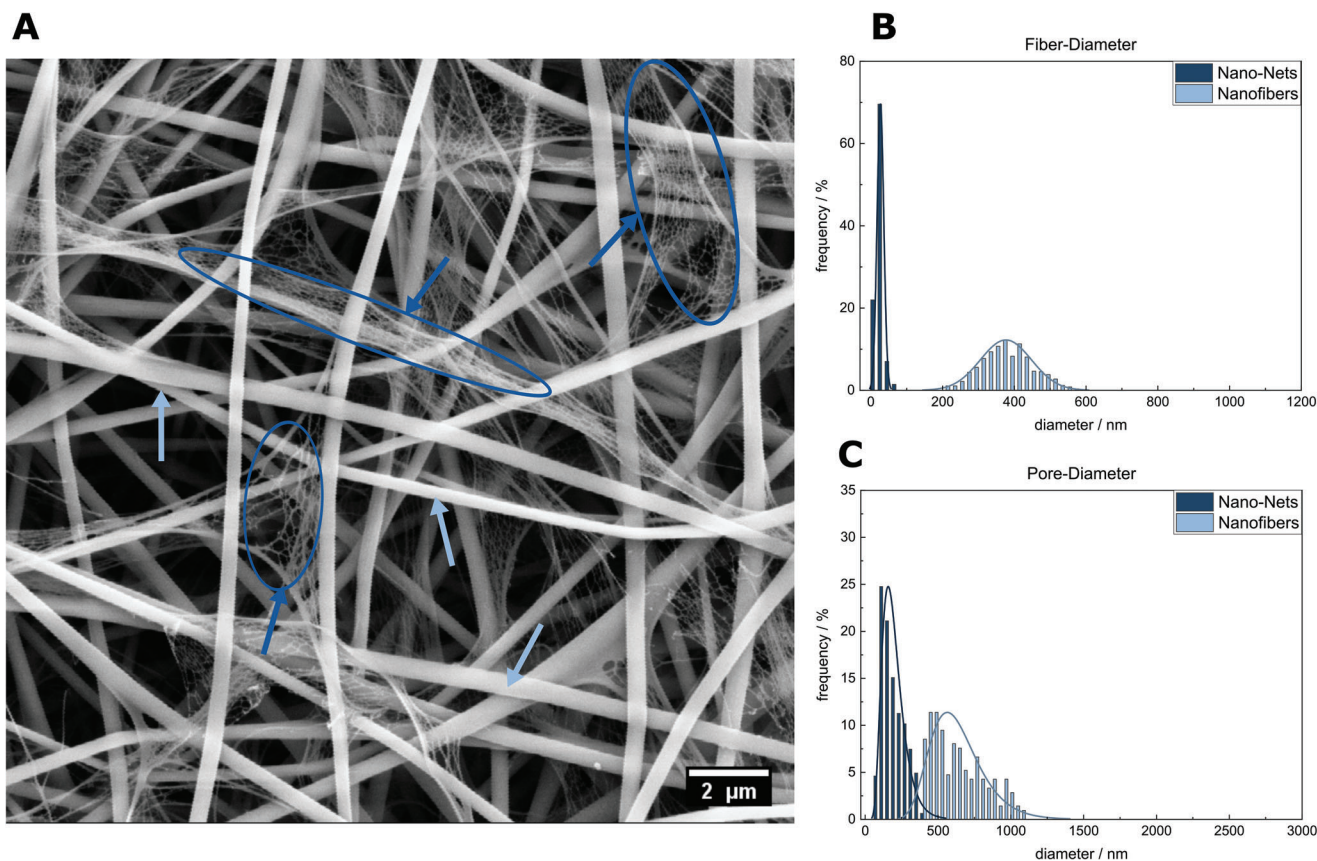 A
2 μm
B
Fiber-Diameter
Nano-Nets
Nanofibers
80
60
40
20
0
frequency / %
0 200 400 600 800 1000 1200
diameter / nm
C
Pore-Diameter
Nano-Nets
Nanofibers
35
30
25
20
15
10
5
0
frequency / %
0 500 1000 1500 2000 2500 3000
diameter / nm